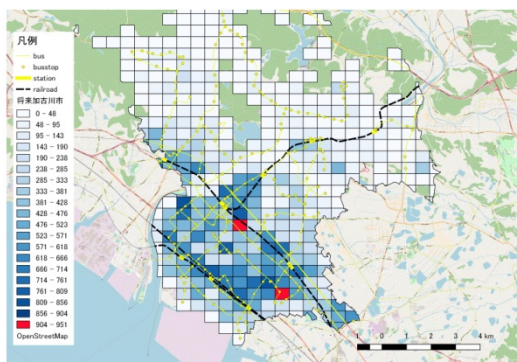 凡例
bus
busstop
station
railroad
将来加古川市
0 - 48
48 - 95
95 - 143
143 - 190
190 - 238
238 - 285
285 - 333
333 - 381
381 - 428
428 - 476
476 - 523
523 - 571
571 - 618
618 - 666
666 - 714
714 - 761
761 - 809
809 - 856
856 - 904
904 - 951
OpenStreetMap
1 0 1 2 3 4 km